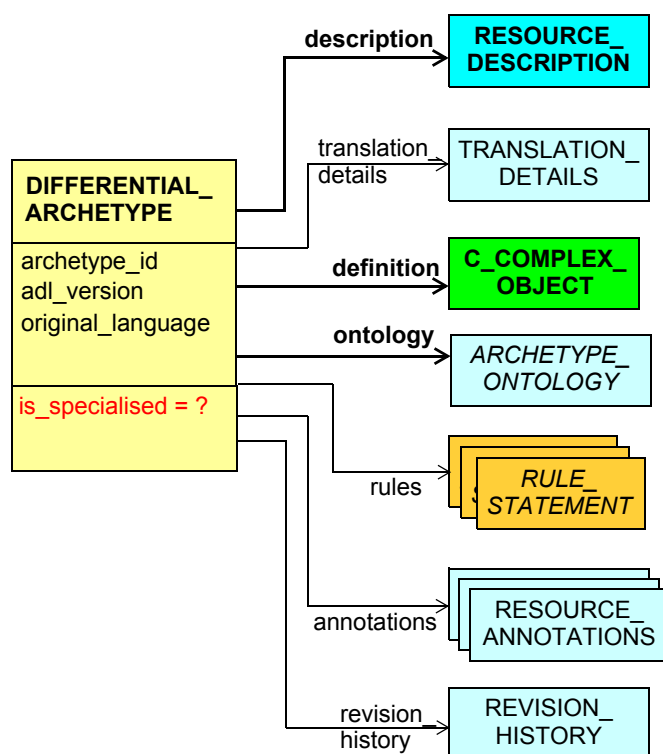 description
RESOURCE_
DESCRIPTION
translation_
details
TRANSLATION_
DETAILS
DIFFERENTIAL_
ARCHETYPE
archetype_id
adl_version
original_language
definition
C_COMPLEX_
OBJECT
ontology
ARCHETYPE_
ONTOLOGY
is_specialised = ?
rules
RULE_
STATEMENT
annotations
RESOURCE_
ANNOTATIONS
revision_
history
REVISION_
HISTORY